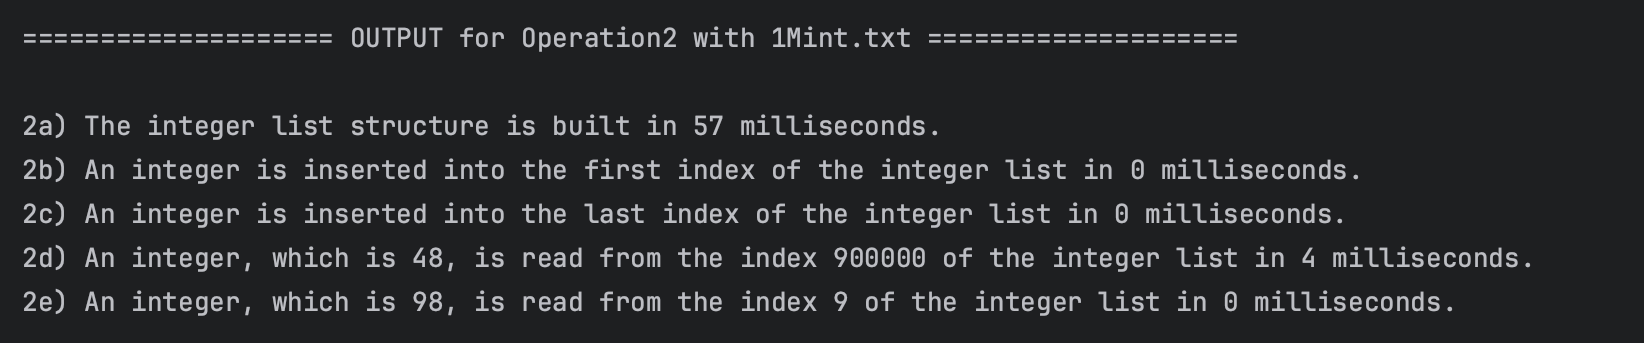 ==================== OUTPUT for Operation2 with 1Mint.txt ====================
2a) The integer list structure is built in 57 milliseconds.
2b) An integer is inserted into the first index of the integer list in 0 milliseconds.
2c) An integer is inserted into the last index of the integer list in 0 milliseconds.
2d) An integer, which is 48, is read from the index 900000 of the integer list in 4 milliseconds.
2e) An integer, which is 98, is read from the index 9 of the integer list in 0 milliseconds.